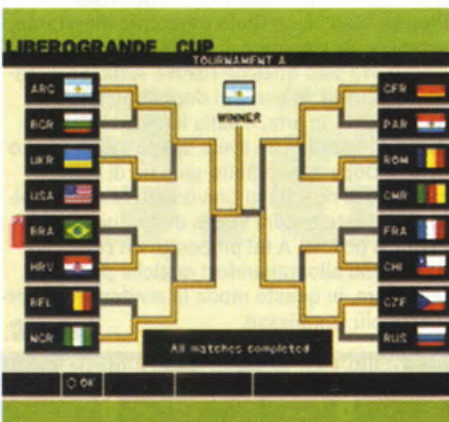 LIBEROGRANDE CUP
TOURNAMENT A
ARG
GER
BGR
PAR
WINNER
UKR
ROM
USA
CMR
BRA
FRA
HRV
CHI
BEL
CZE
NGR
RUS
All matches completed
OK